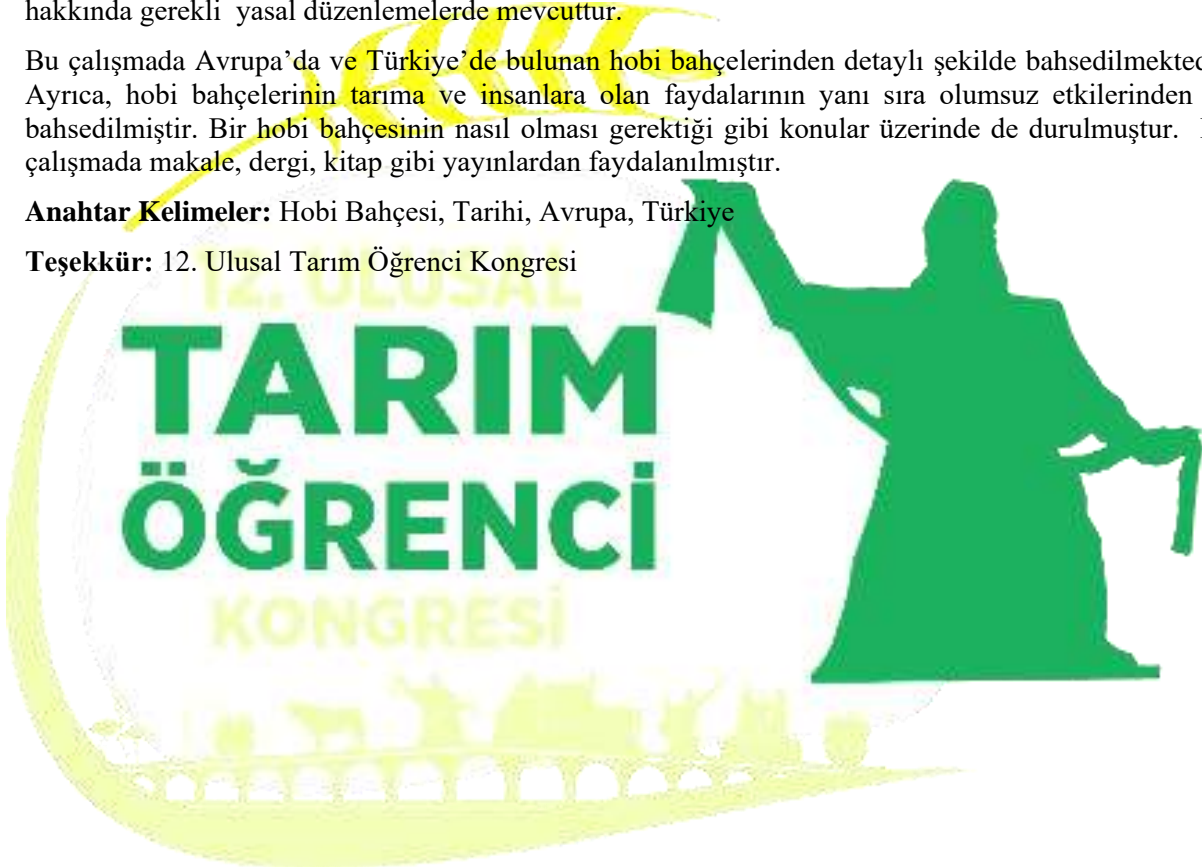 hakkında gerekli yasal düzenlemelerde mevcuttur.
Bu çalışmada Avrupa’da ve Türkiye’de bulunan hobi bahçelerinden detaylı şekilde bahsedilmekted
Ayrıca, hobi bahçelerinin tarıma ve insanlara olan faydalarının yanı sıra olumsuz etkilerinden
bahsedilmiştir. Bir hobi bahçesinin nasıl olması gerektiği gibi konular üzerinde de durulmuştur.
çalışmada makale, dergi, kitap gibi yayınlardan faydalanılmıştır.
Anahtar Kelimeler: Hobi Bahçesi, Tarihi, Avrupa, Türkiye
Teşekkür: 12. Ulusal Tarım Öğrenci Kongresi
12. ULUSAL
TARIM
ÖĞRENCİ
KONGRESİ